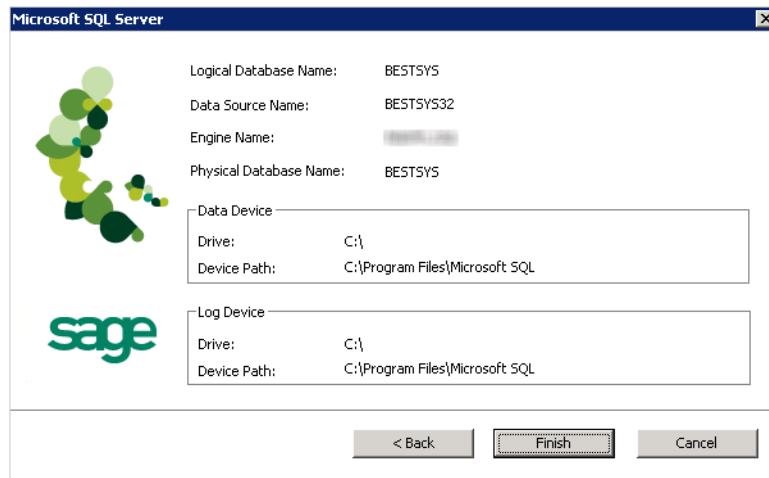 Microsoft SQL Server
Logical Database Name: BESTSYS
Data Source Name: BESTSYS32
Engine Name:
Physical Database Name: BESTSYS
Data Device
Drive: C:\
Device Path: C:\Program Files\Microsoft SQL
sage
Log Device
Drive: C:\
Device Path: C:\Program Files\Microsoft SQL
< Back Finish Cancel